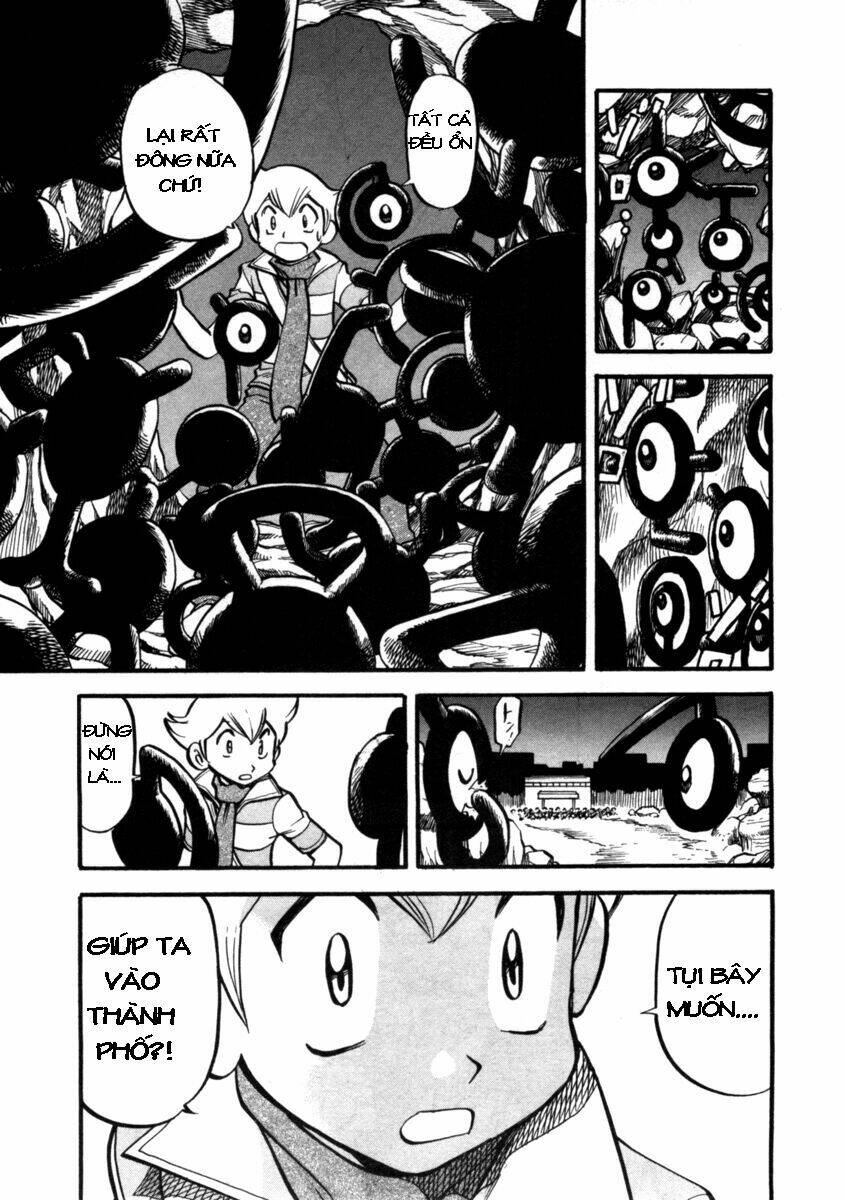 TẤT CẢ
ĐỀU ỔN
LẠI RẤT
ĐÔNG NỮA
CHỨ!
ト
ĐỪNG
NÓI
LÀ...
TỤI BÂY
MUỐN....
GIÚP TA
VÀO
THÀNH
PHỐ?!